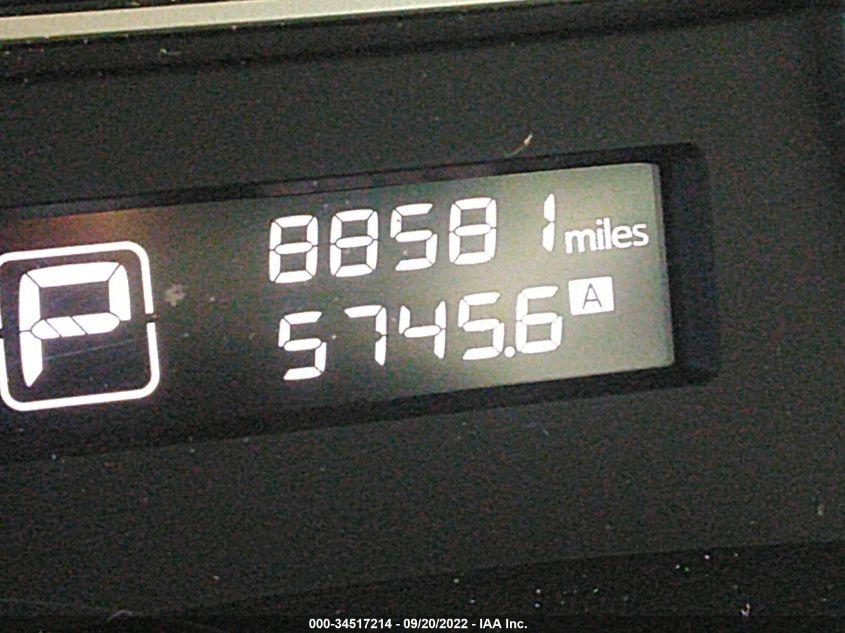 88581 miles
P
5745.6 A
000-34517214 - 09/20/2022 - IAA Inc.